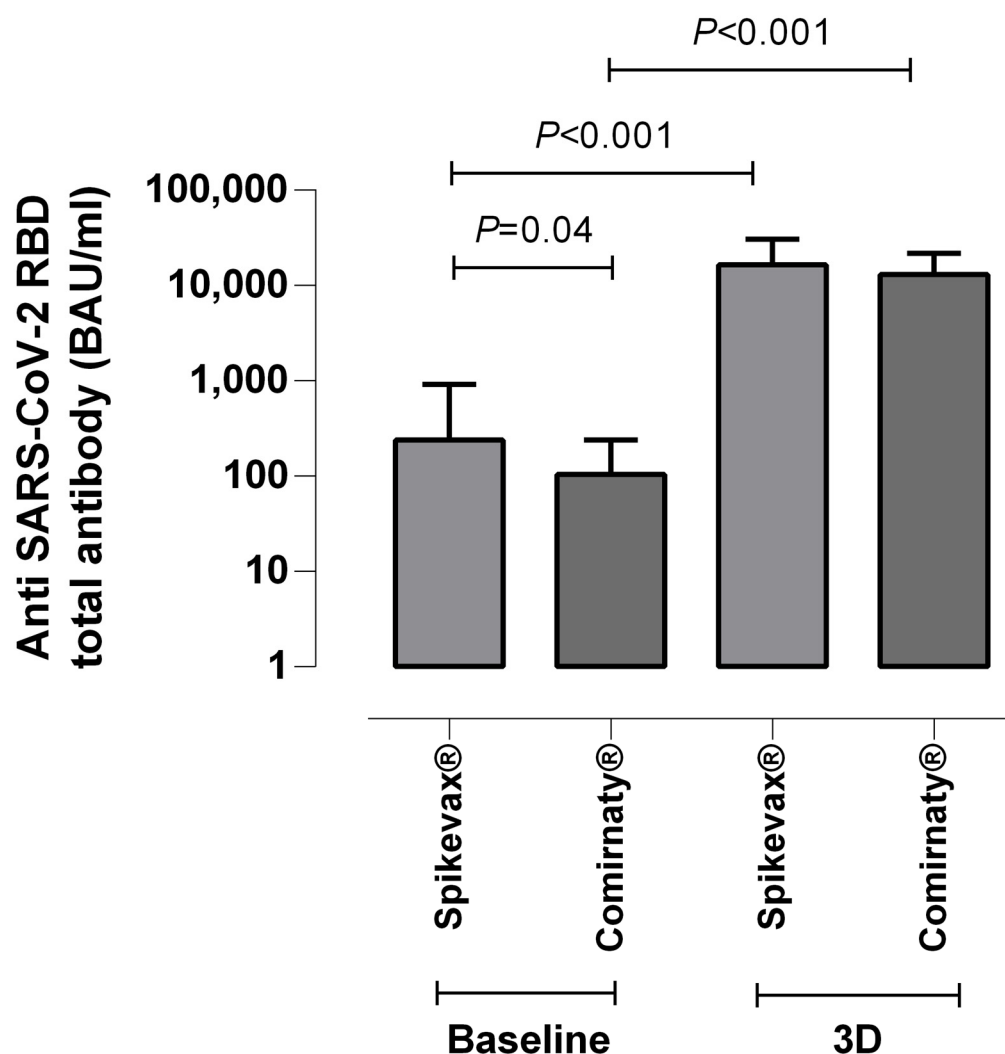 P<0.001
P<0.001
P=0.04
Anti SARS-CoV-2 RBD
total antibody (BAU/ml)
100,000
10,000
1,000
100
10
1
Spikevax®
Comirnaty®
Spikevax®
Comirnaty®
Baseline
3D